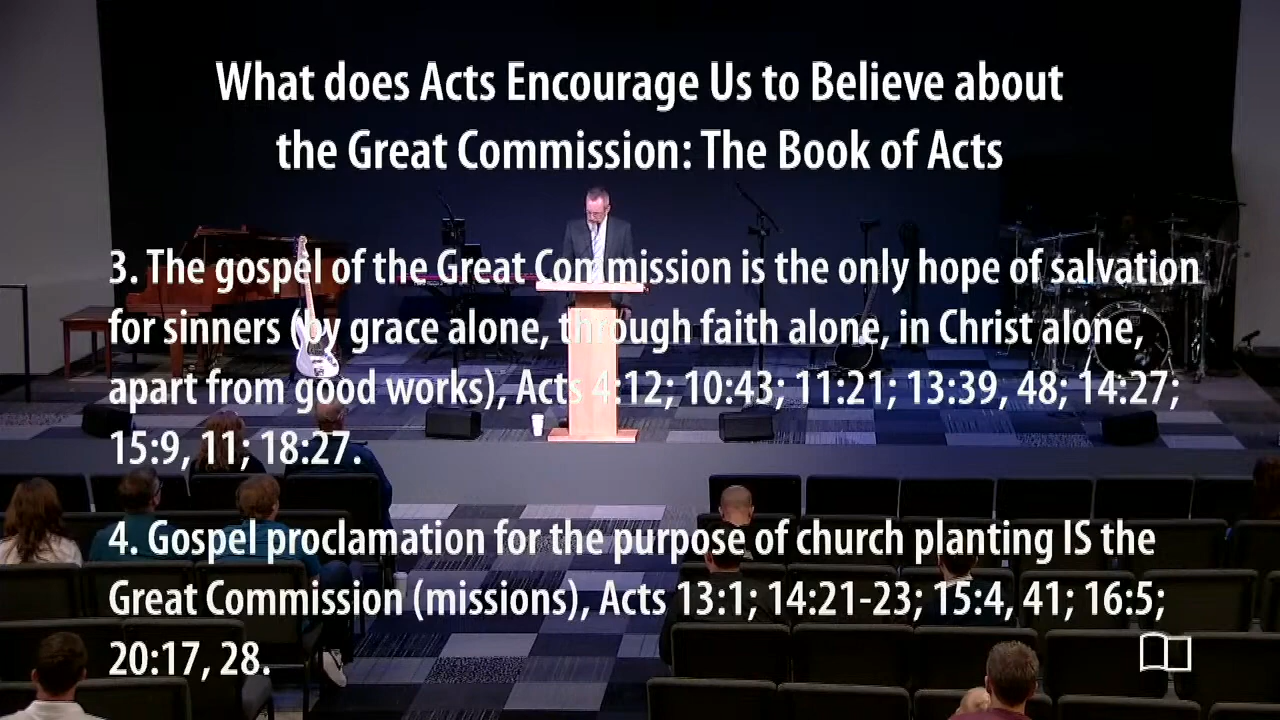 What does Acts Encourage Us to Believe about
the Great Commission: The Book of Acts
3. The gospel of the Great Commission is the only hope of salvation
for sinners (by grace alone, through faith alone, in Christ alone,
apart from good works), Acts 4:12; 10:43; 11:21; 13:39, 48; 14:27;
15:9, 11; 18:27.
4. Gospel proclamation for the purpose of church planting IS the
Great Commission (missions), Acts 13:1; 14:21-23; 15:4, 41; 16:5;
20:17, 28.